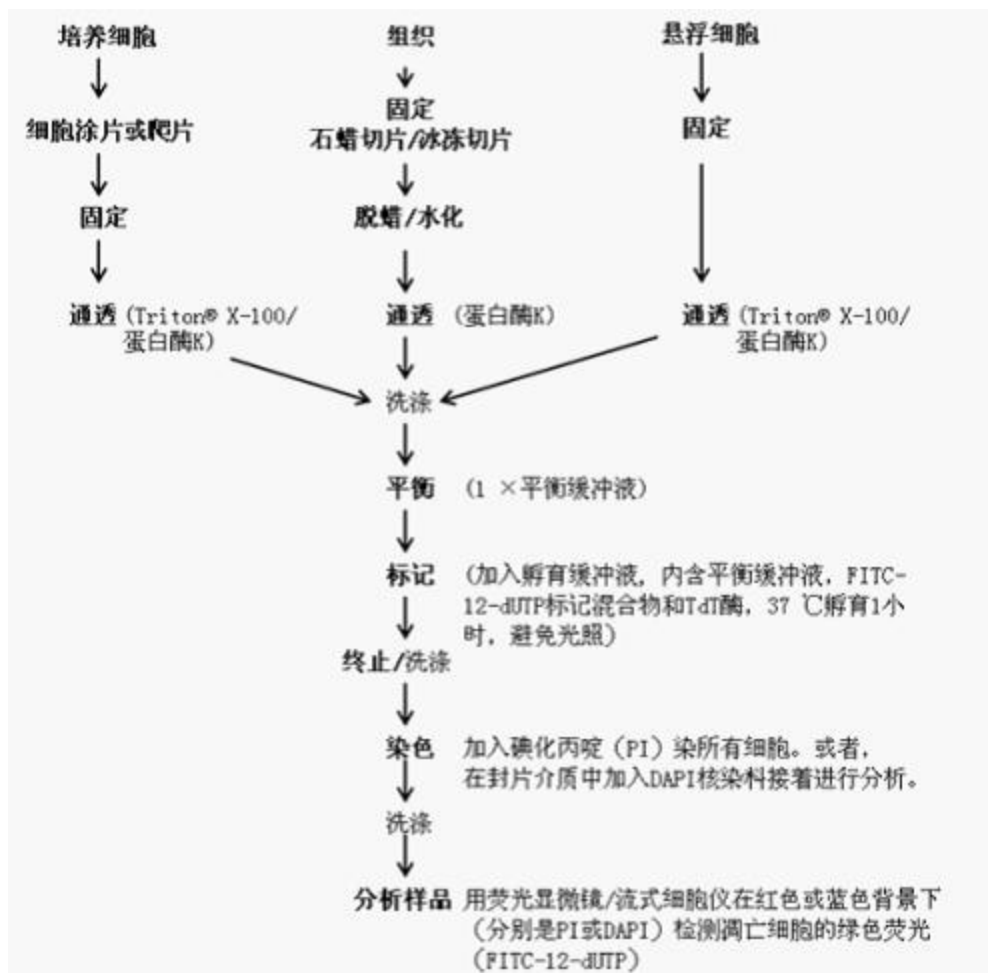 培养细胞
组织
悬浮细胞
细胞涂片或爬片
固定
石蜡切片/冰冻切片
固定
固定
脱蜡/水化
通透(Triton® X-100/
蛋白酶K)
通透 (蛋白酶K)
通透(Triton® X-100/
蛋白酶K)
洗涤
平衡 (1 ×平衡缓冲液)
标记 (加入孵育缓冲液, 内含平衡缓冲液, FITC-
12-dUTP标记混合物和TdT酶, 37 ℃孵育1小
时, 避免光照)
终止/洗涤
染色 加入碘化丙啶(PI)染所有细胞。或者,
在封片介质中加入DAPI核染料接着进行分析。
洗涤
分析样品 用荧光显微镜/流式细胞仪在红色或蓝色背景下
(分别是PI或DAPI)检测凋亡细胞的绿色荧光
(FITC-12-dUTP)